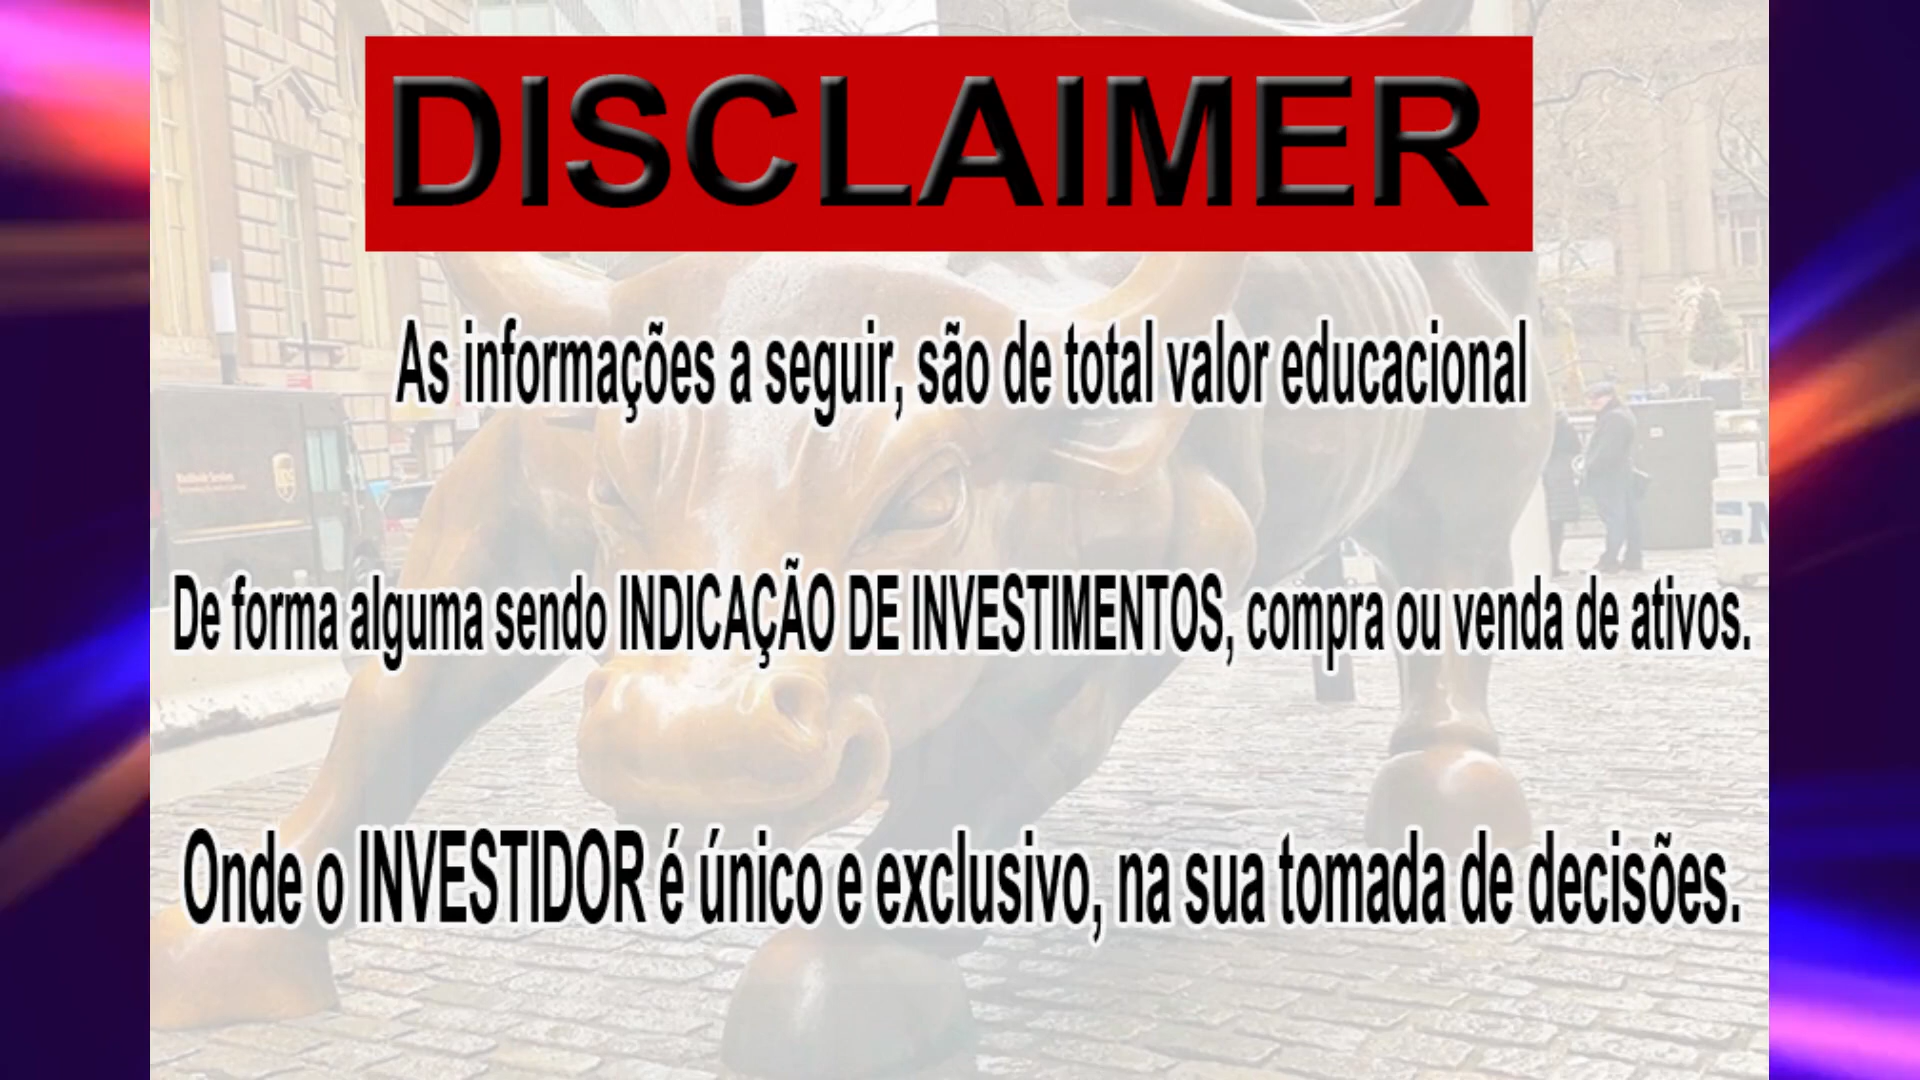 DISCLAIMER
As informações a seguir, são de total valor educacional
De forma alguma sendo INDICAÇÃO DE INVESTIMENTOS, compra ou venda de ativos.
Onde o INVESTIDOR é único e exclusivo, na sua tomada de decisões.